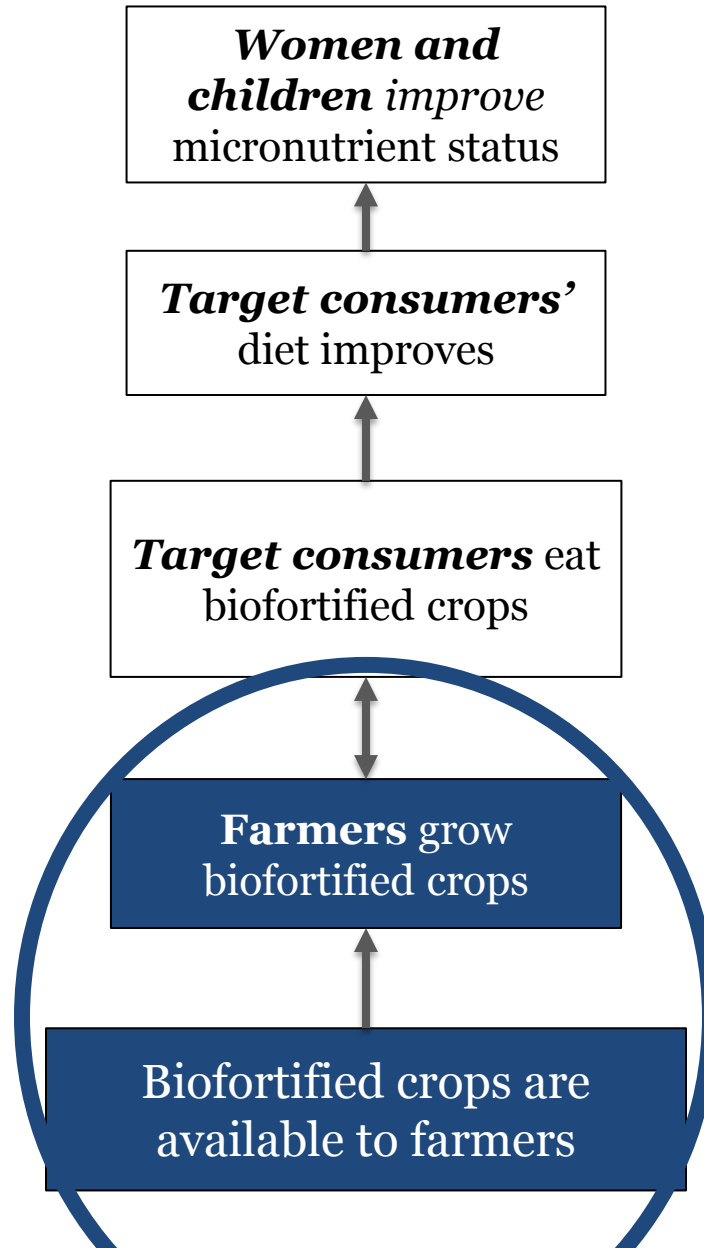 Women and
children improve
micronutrient status
Target consumers’
diet improves
Target consumers eat
biofortified crops
Farmers grow
biofortified crops
Biofortified crops are
available to farmers